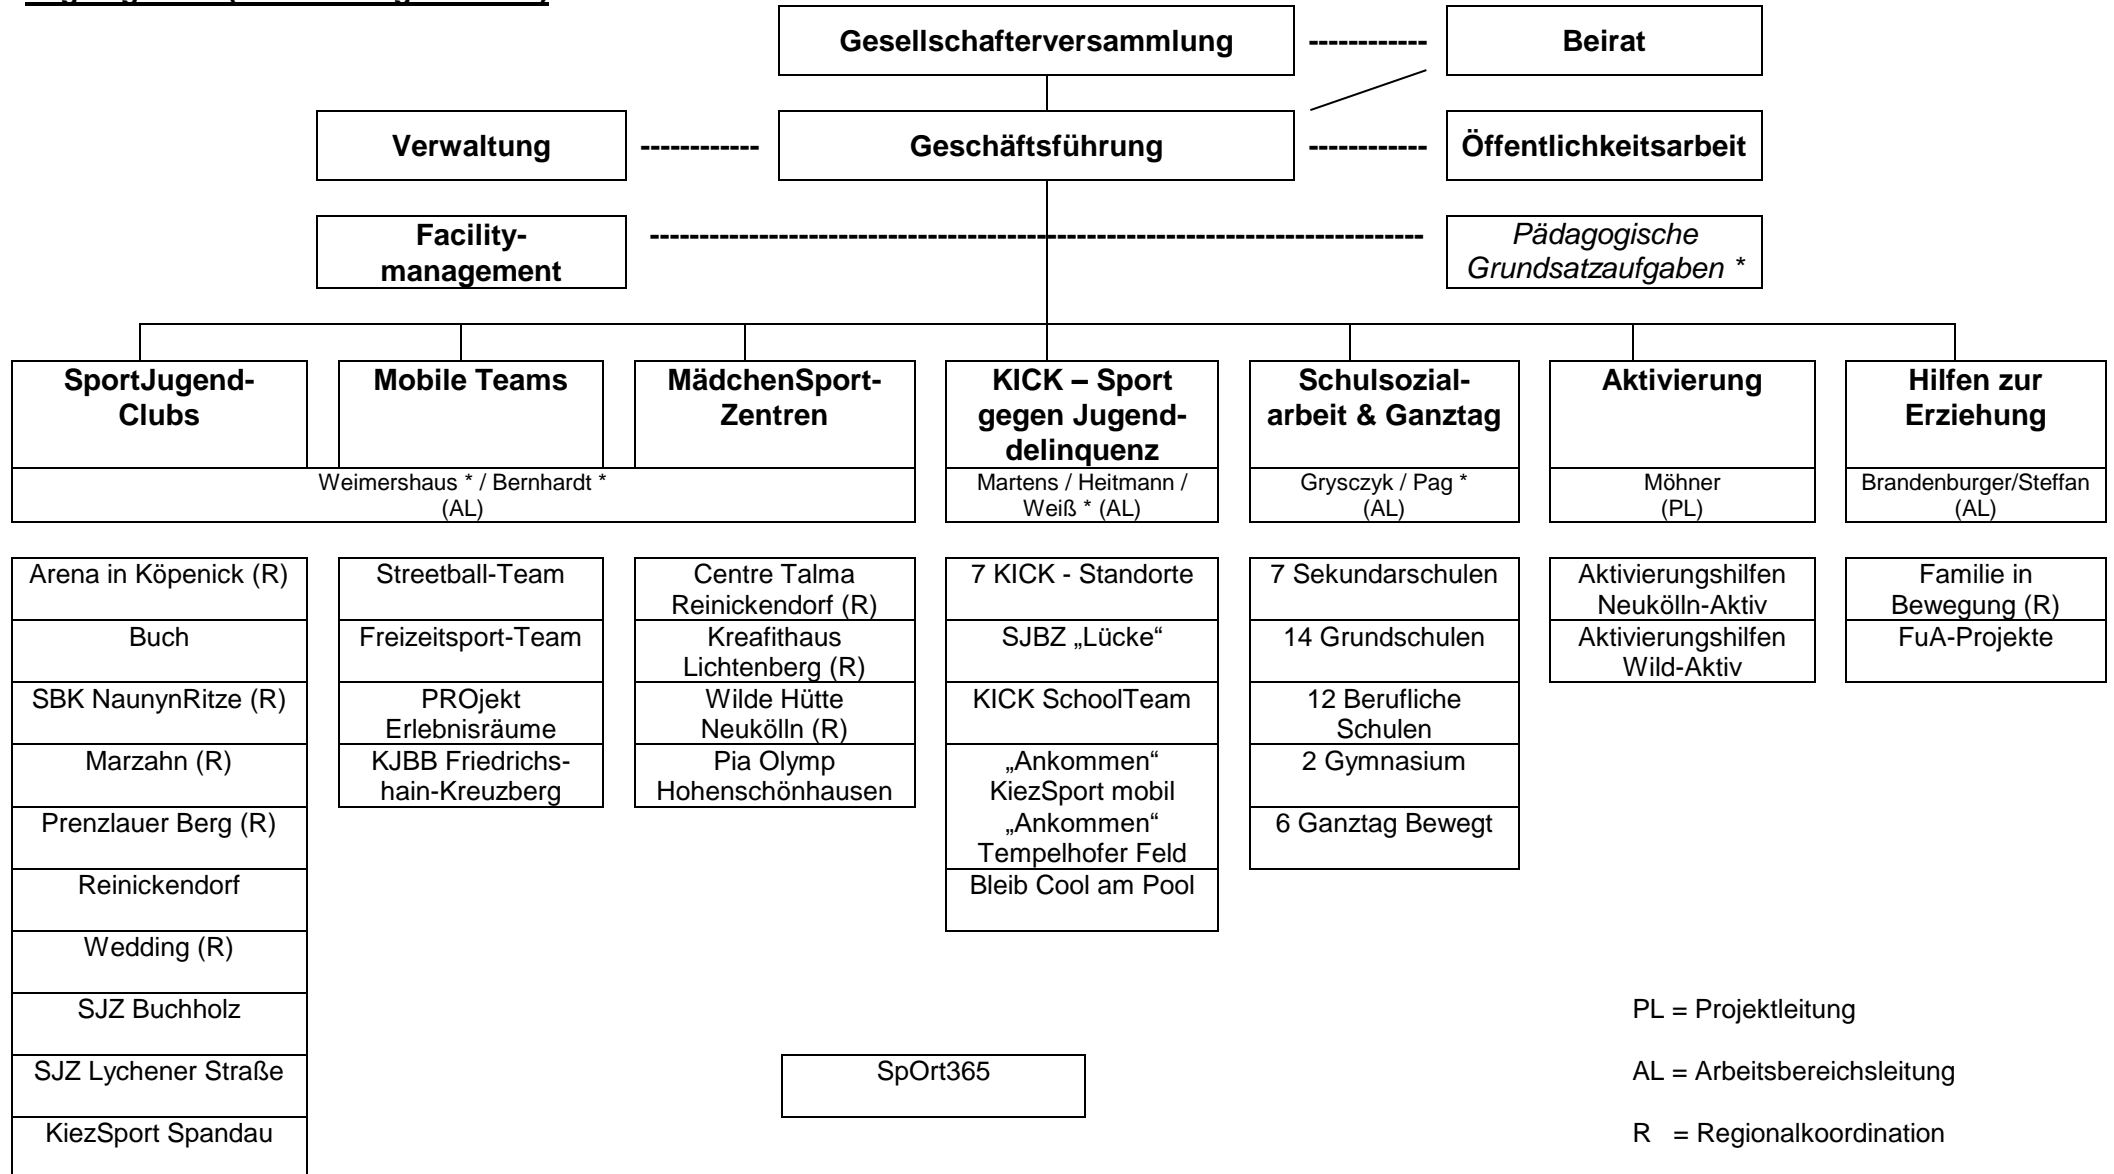 Gesellschafterversammlung ------------ Beirat
Verwaltung ------------ Geschäftsführung ------------ Öffentlichkeitsarbeit
Facility-
management
Pädagogische
Grundsatzaufgaben *
SportJugend-
Clubs
Mobile Teams
MädchenSport-
Zentren
Weimershaus * / Bernhardt *
(AL)
KICK – Sport
gegen Jugend-
delinquenz
Martens / Heitmann /
Weiß * (AL)
Schulsozial-
arbeit & Ganztag
Grysczyk / Pag *
(AL)
Aktivierung
Möhner
(PL)
Hilfen zur
Erziehung
Brandenburger/Steffan
(AL)
Arena in Köpenick (R)
Buch
SBK NaunynRitze (R)
Marzahn (R)
Prenzlauer Berg (R)
Reinickendorf
Wedding (R)
SJZ Buchholz
SJZ Lychener Straße
KiezSport Spandau
Streetball-Team
Freizeitsport-Team
PROjekt
Erlebnisräume
KJBB Friedrichs-
hain-Kreuzberg
Centre Talma
Reinickendorf (R)
Kreafithaus
Lichtenberg (R)
Wilde Hütte
Neukölln (R)
Pia Olymp
Hohenschönhausen
7 KICK - Standorte
SJBZ „Lücke“
KICK SchoolTeam
„Ankommen“
KiezSport mobil
„Ankommen“
Tempelhofer Feld
Bleib Cool am Pool
7 Sekundarschulen
14 Grundschulen
12 Berufliche
Schulen
2 Gymnasium
6 Ganztag Bewegt
Aktivierungshilfen
Neukölln-Aktiv
Aktivierungshilfen
Wild-Aktiv
Familie in
Bewegung (R)
FuA-Projekte
SpOrt365
PL = Projektleitung
AL = Arbeitsbereichsleitung
R = Regionalkoordination